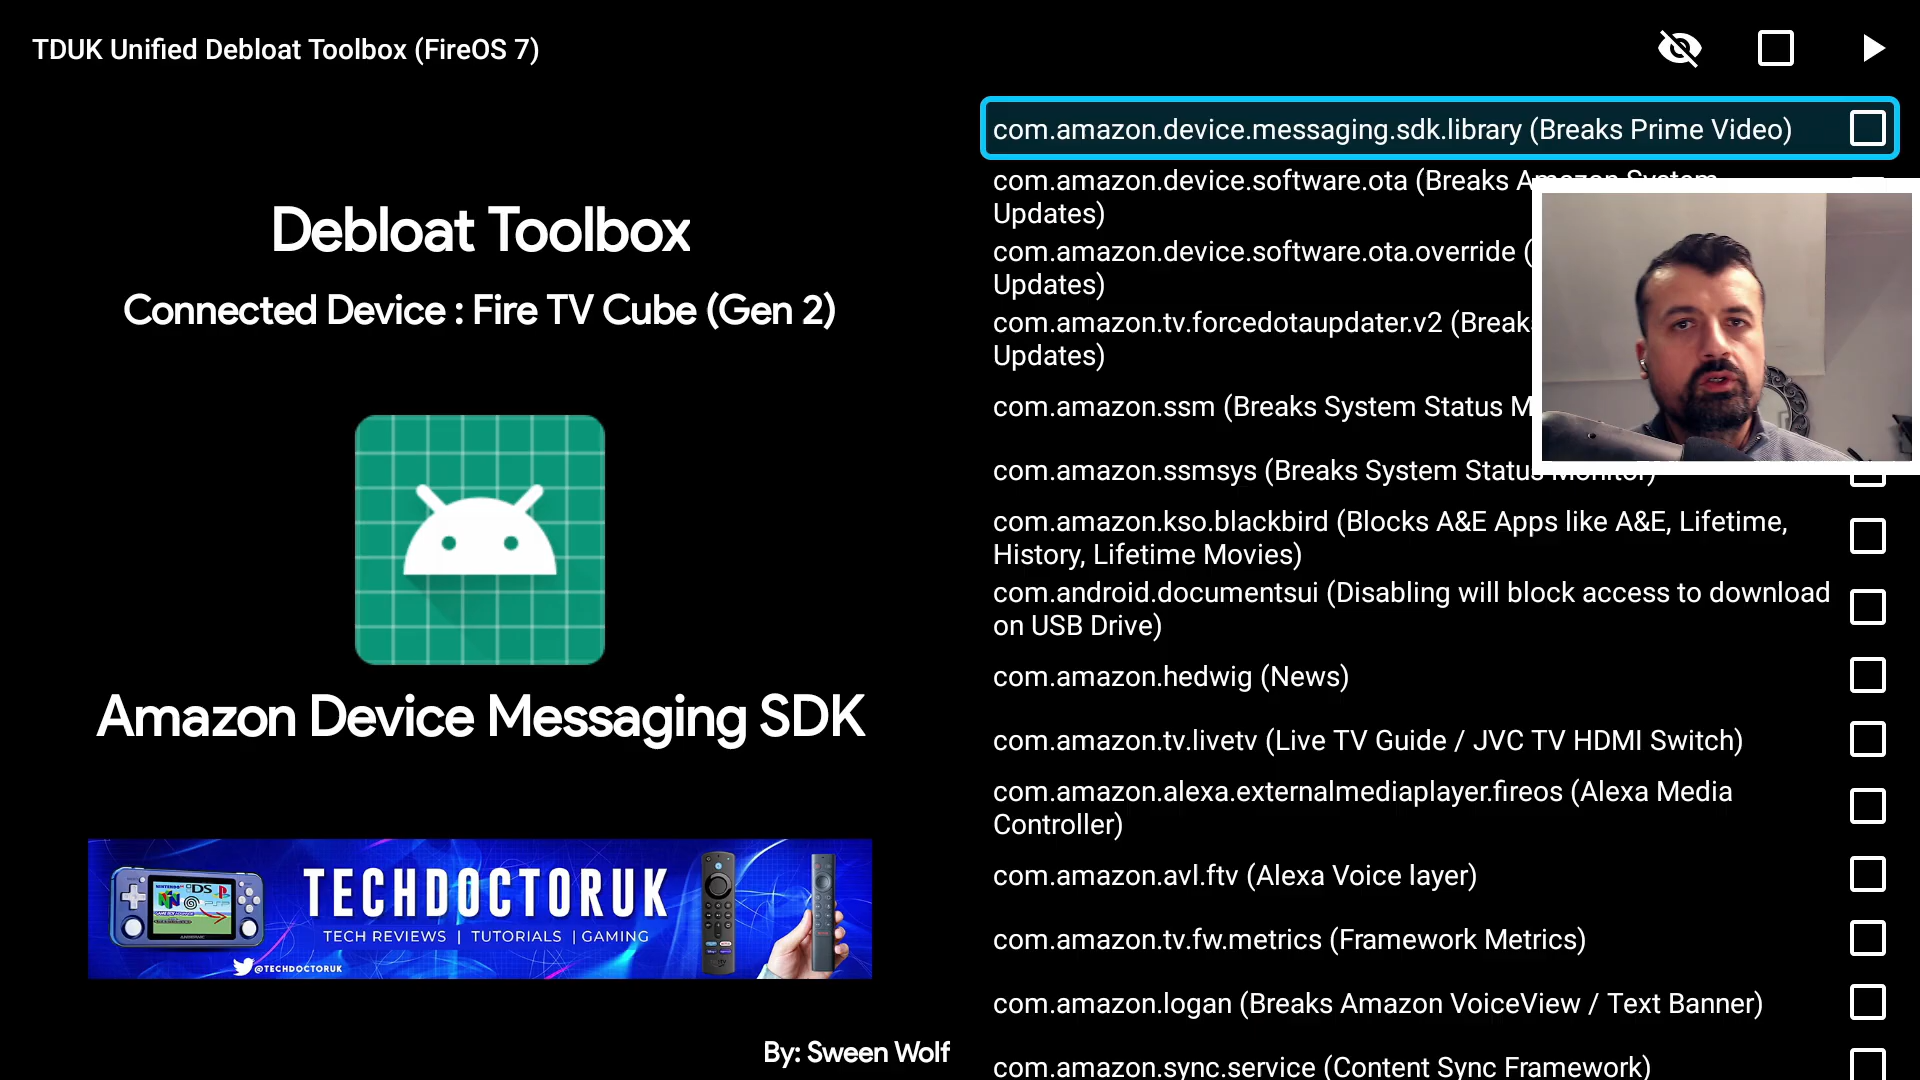 TDUK Unified Debloat Toolbox (FireOS 7)
Debloat Toolbox
Connected Device : Fire TV Cube (Gen 2)
Amazon Device Messaging SDK
DS
TECHDOCTORUK
TECH REVIEWS | TUTORIALS | GAMING
@TECHDOCTORUK
By: Sween Wolf
com.amazon.device.messaging.sdk.library (Breaks Prime Video)
com.amazon.device.software.ota (Breaks Amazon System
Updates)
com.amazon.device.software.ota.override (
Updates)
com.amazon.tv.forcedotaupdater.v2 (Break
Updates)
com.amazon.ssm (Breaks System Status M
com.amazon.ssmsys (Breaks System Status Monitor)
com.amazon.kso.blackbird (Blocks A&E Apps like A&E, Lifetime,
History, Lifetime Movies)
com.android.documentsui (Disabling will block access to download
on USB Drive)
com.amazon.hedwig (News)
com.amazon.tv.livetv (Live TV Guide / JVC TV HDMI Switch)
com.amazon.alexa.externalmediaplayer.fireos (Alexa Media
Controller)
com.amazon.avl.ftv (Alexa Voice layer)
com.amazon.tv.fw.metrics (Framework Metrics)
com.amazon.logan (Breaks Amazon VoiceView / Text Banner)
com.amazon.sync.service (Content Sync Framework)